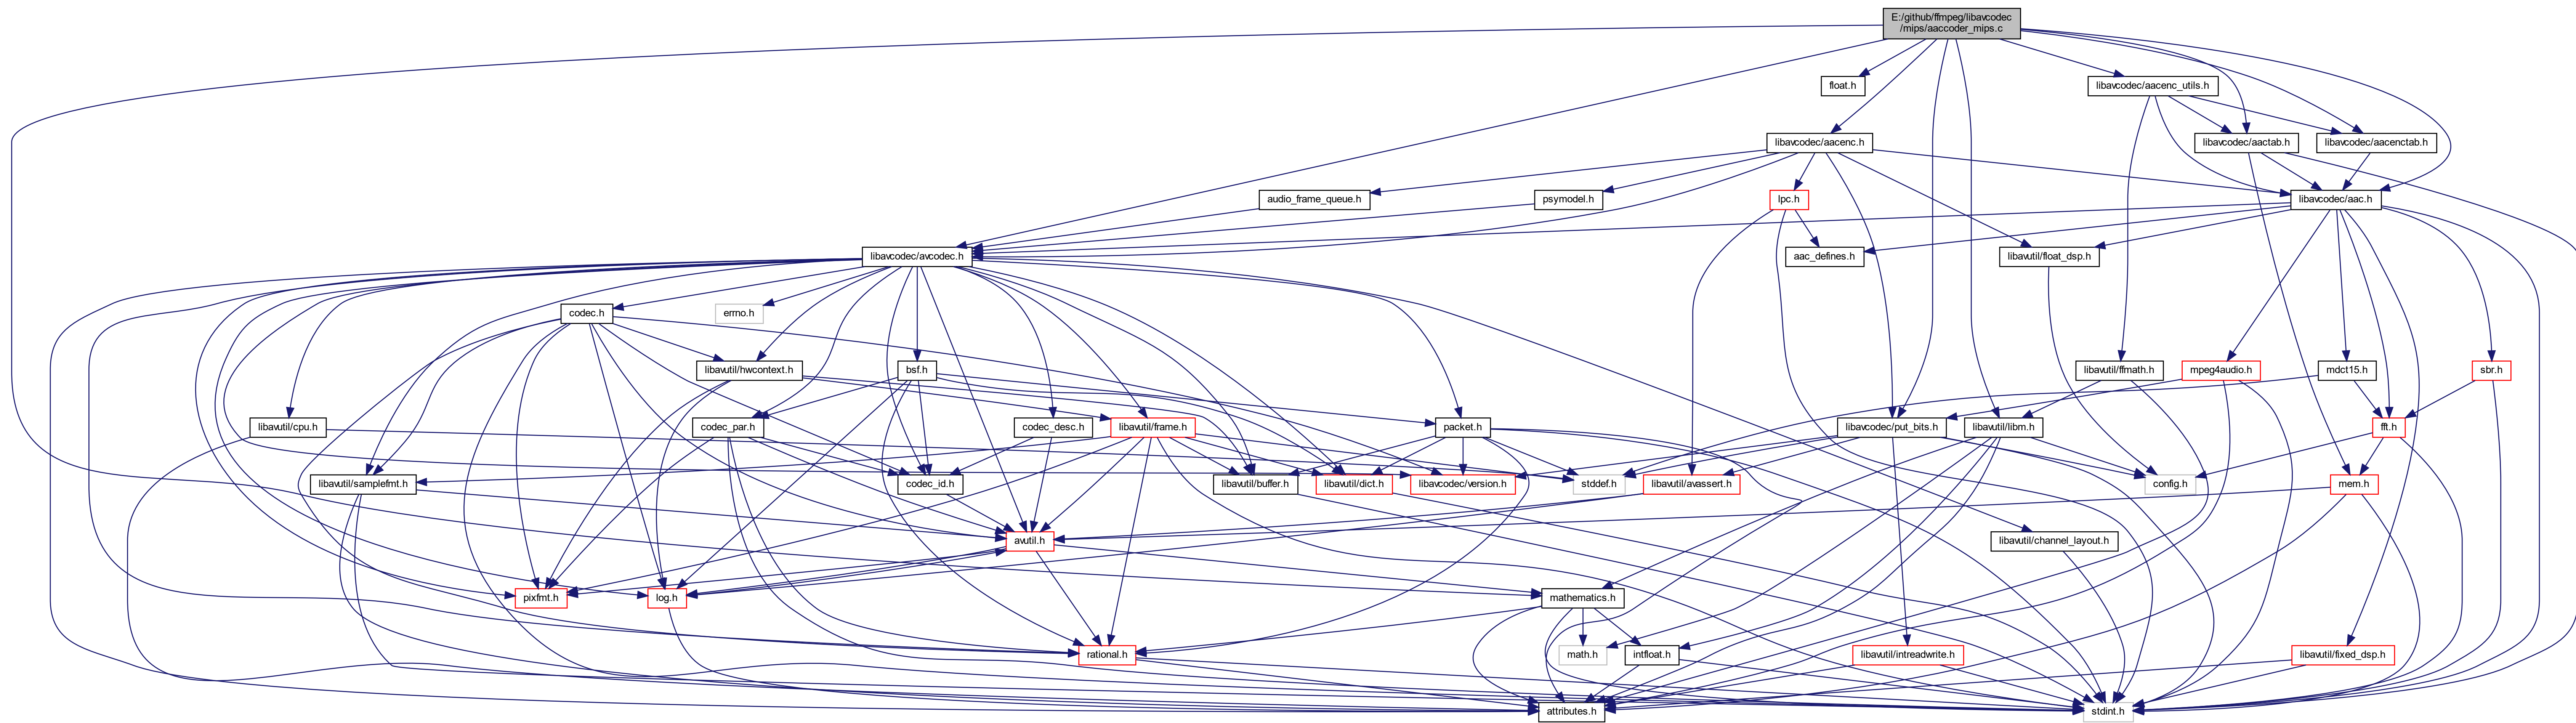 E:/github/ffmpeg/libavcodec
/mips/aaccoder_mips.c
float.h
libavcodec/aacenc_utils.h
libavcodec/aacenc.h
libavcodec/aactab.h
libavcodec/aacenctab.h
audio_frame_queue.h
psymodel.h
lpc.h
libavcodec/aac.h
libavcodec/avcodec.h
aac_defines.h
libavutil/float_dsp.h
codec.h
errno.h
libavutil/hwcontext.h
bsf.h
libavutil/ffmath.h
mpeg4audio.h
mdct15.h
sbr.h
libavutil/cpu.h
codec_par.h
codec_desc.h
libavutil/frame.h
packet.h
libavcodec/put_bits.h
libavutil/libm.h
fft.h
libavutil/samplefmt.h
codec_id.h
libavutil/buffer.h
libavutil/dict.h
libavcodec/version.h
stddef.h
libavutil/avassert.h
config.h
mem.h
avutil.h
libavutil/channel_layout.h
pixfmt.h
log.h
mathematics.h
rational.h
math.h
intfloat.h
libavutil/intreadwrite.h
libavutil/fixed_dsp.h
attributes.h
stdint.h